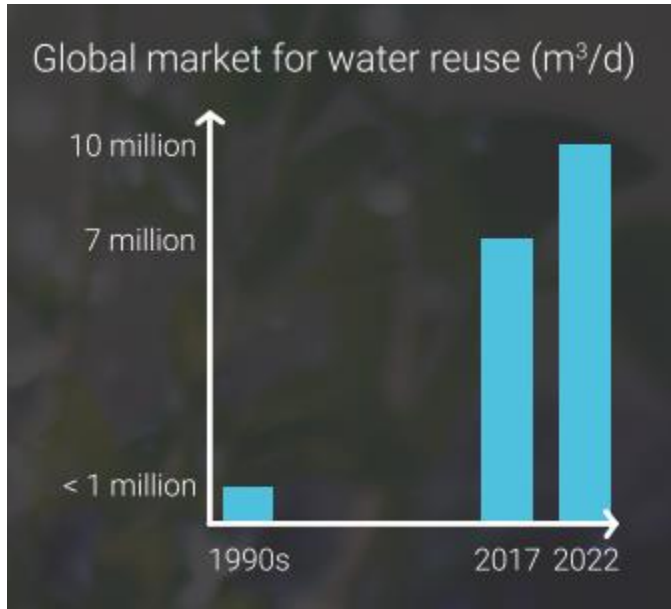 Global market for water reuse (m³/d)
10 million
7 million
< 1 million
1990s
2017
2022